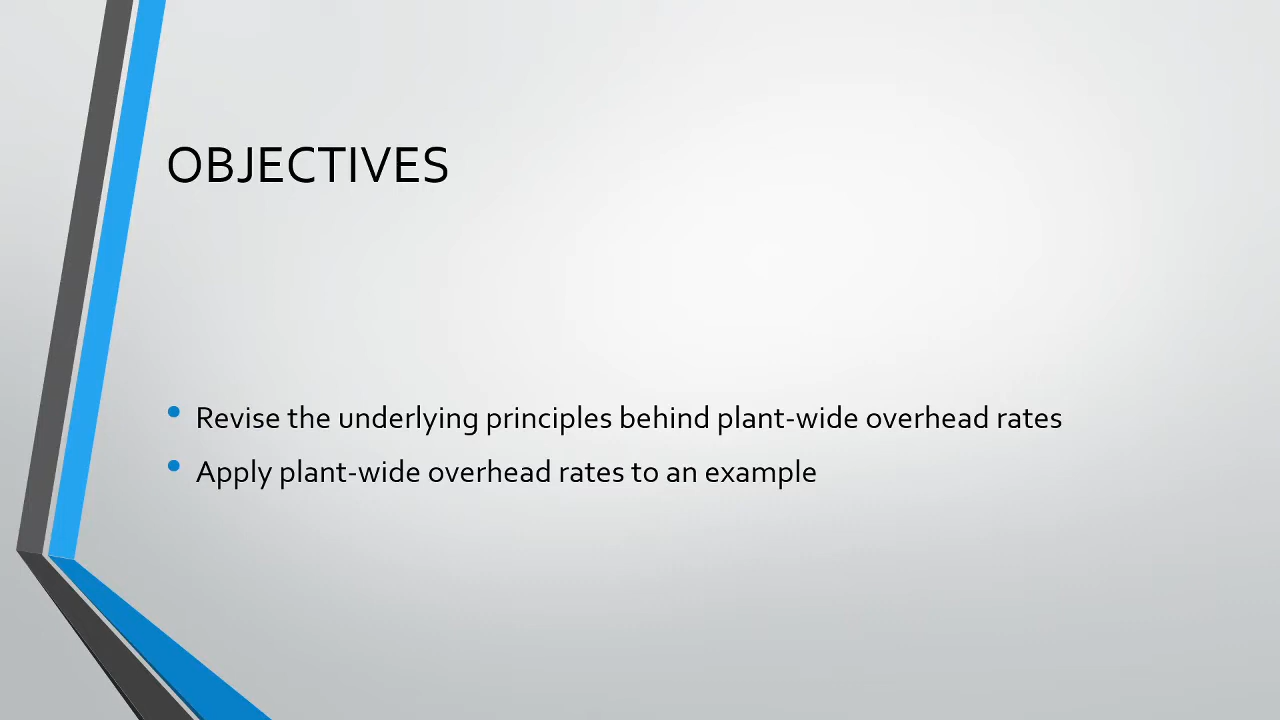 OBJECTIVES
• Revise the underlying principles behind plant-wide overhead rates
• Apply plant-wide overhead rates to an example